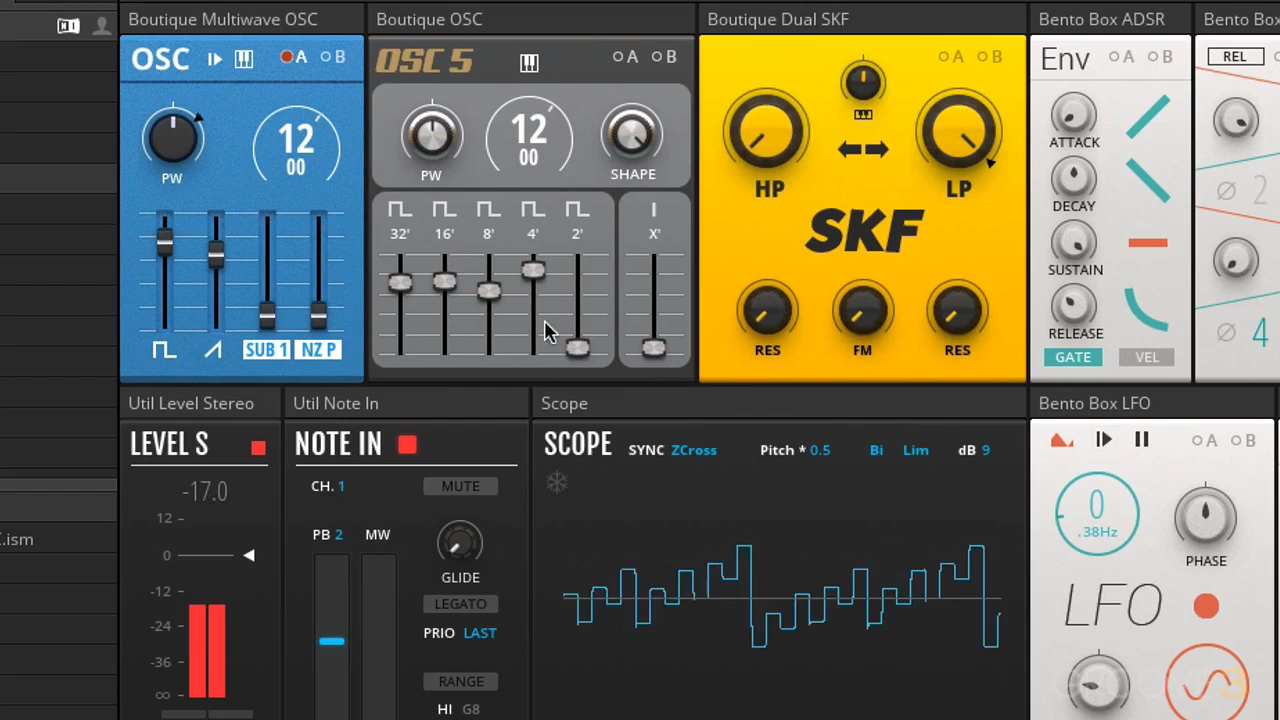 Boutique Multiwave OSC
Boutique OSC
Boutique Dual SKF
Bento Box ADSR
Bento Box
NI
OSC
A
B
OSC 5
A
B
A
B
Env
A
B
REL
ATTACK
12
00
PW
12
00
PW
SHAPE
HP
LP
DECAY
2
32'
16'
8'
4'
2'
X'
SKF
SUSTAIN
RELEASE
4
SUB 1
NZ P
RES
FM
RES
GATE
VEL
Util Level Stereo
Util Note In
Scope
Bento Box LFO
LEVEL S
NOTE IN
SCOPE
SYNC ZCross
Pitch * 0.5
Bi
Lim
dB 9
A
B
-17.0
CH. 1
MUTE
0
.38Hz
PHASE
12
0
-12
-24
-36
∞
PB 2
MW
GLIDE
LEGATO
PRIO LAST
RANGE
HI G8
LFO
.ism